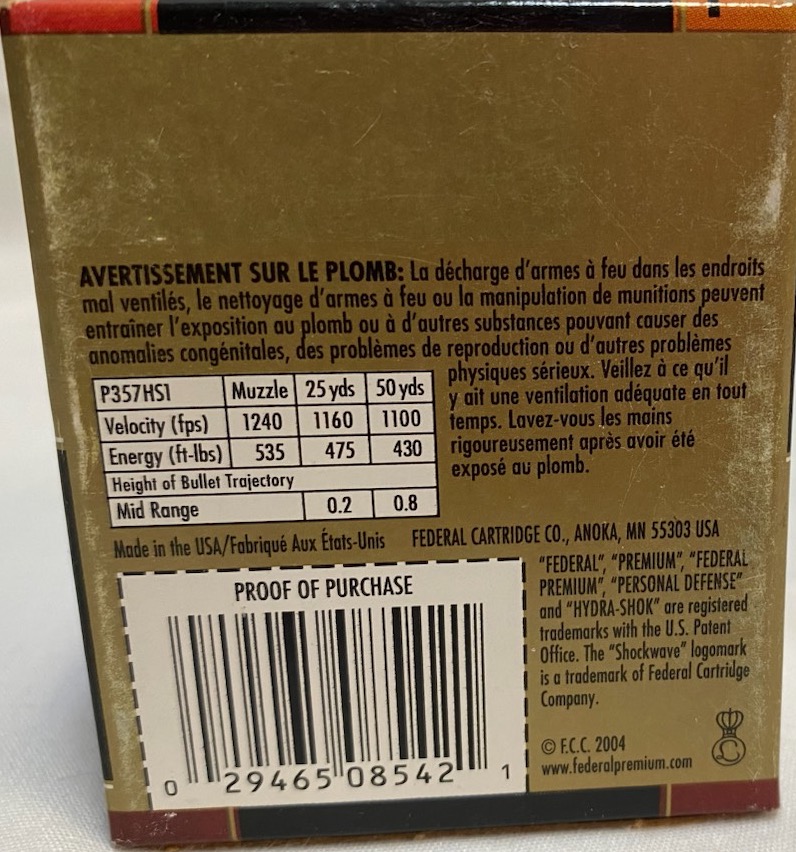 AVERTISSEMENT SUR LE PLOMB: La décharge d'armes à feu dans les endroits
mal ventilés, le nettoyage d'armes à feu ou la manipulation de munitions peuvent
entraîner l'exposition au plomb ou à d'autres substances pouvant causer des
anomalies congénitales, des problèmes de reproduction ou d'autres problèmes
physiques sérieux. Veillez à ce qu'il
y ait une ventilation adéquate en tout
temps. Lavez-vous les mains
rigoureusement après avoir été
exposé au plomb.
P357HS1 Muzzle 25 yds 50 yds
Velocity (fps) 1240 1160 1100
Energy (ft-lbs) 535 475 430
Height of Bullet Trajectory
Mid Range 0.2 0.8
Made in the USA/Fabriqué Aux États-Unis FEDERAL CARTRIDGE CO., ANOKA, MN 55303 USA
PROOF OF PURCHASE
0 29465 08542 1
"FEDERAL", "PREMIUM", "FEDERAL
PREMIUM", "PERSONAL DEFENSE"
and "HYDRA-SHOK" are registered
trademarks with the U.S. Patent
Office. The "Shockwave" logomark
is a trademark of Federal Cartridge
Company.
© F.C.C. 2004
www.federalpremium.com